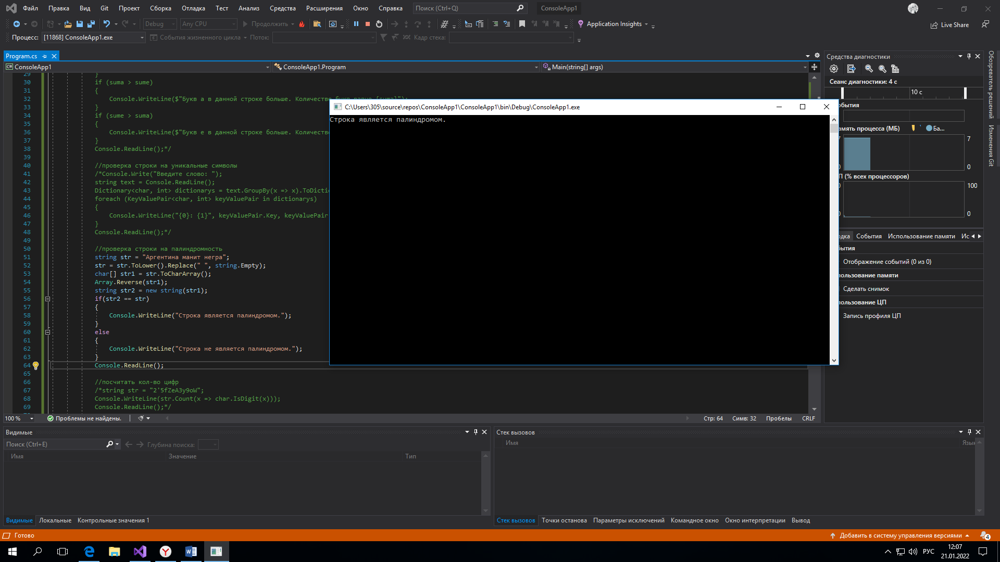 Файл Правка Вид Git Проект Сборка Отладка Тест Анализ Средства Расширения Окно Справка Поиск (Ctrl+Q) ConsoleApp1
Debug Any CPU Продолжить Application Insights Live Share
Процесс: [11868] ConsoleApp1.exe События жизненного цикла Поток: Кадр стека:
Program.cs
ConsoleApp1 ConsoleApp1.Program Main(string[] args)
29 }
30 if (suma > sume)
31 {
32 Console.WriteLine($"Букв а в данной строке больше. Количество букв равно {suma}");
33 }
34 if (sume > suma)
35 {
36 Console.WriteLine($"Букв е в данной строке больше. Количеств
37 }
38 Console.ReadLine();*/
39
40 //проверка строки на уникальные символы
41 /*Console.Write("Введите слово: ");
42 string text = Console.ReadLine();
43 Dictionary<char, int> dictionarys = text.GroupBy(x => x).ToDicti
44 foreach (KeyValuePair<char, int> keyValuePair in dictionarys)
45 {
46 Console.WriteLine("{0}: {1}", keyValuePair.Key, keyValuePair
47 }
48 Console.ReadLine();*/
49
50 //проверка строки на палиндромность
51 string str = "Аргентина манит негра";
52 str = str.ToLower().Replace(" ", string.Empty);
53 char[] str1 = str.ToCharArray();
54 Array.Reverse(str1);
55 string str2 = new string(str1);
56 if(str2 == str)
57 {
58 Console.WriteLine("Строка является палиндромом.");
59 }
60 else
61 {
62 Console.WriteLine("Строка не является палиндромом.");
63 }
64 Console.ReadLine();
65
66 //посчитать кол-во цифр
67 /*string str = "2'5fZeA3y9oW";
68 Console.WriteLine(str.Count(x => char.IsDigit(x)));
69 Console.ReadLine();*/
100 % Проблемы не найдены. Стр: 64 Симв: 32 Пробелы CRLF
C:\Users\305\source\repos\ConsoleApp1\ConsoleApp1\bin\Debug\ConsoleApp1.exe
Строка является палиндромом.
Средства диагностики
Сеанс диагностики: 4 с
10 с
обытия
амять процесса (МБ) Ба...
7 7
0 0
П (% всех процессоров)
0 100
0 0
одка События Использование памяти Ис
бытия
Отображение событий (0 из 0)
пользование памяти
Сделать снимок
пользование ЦП
Запись профиля ЦП
Обозреватель решений
Изменения Git
Видимые
Поиск (Ctrl+E) Глубина поиска:
Имя Значение Тип
Видимые Локальные Контрольные значения 1
Стек вызовов
Имя Язык
Стек вызовов Точки останова Параметры исключений Командное окно Окно интерпретации Вывод
Готово Добавить в систему управления версиями 4
РУС 12:07
21.01.2022